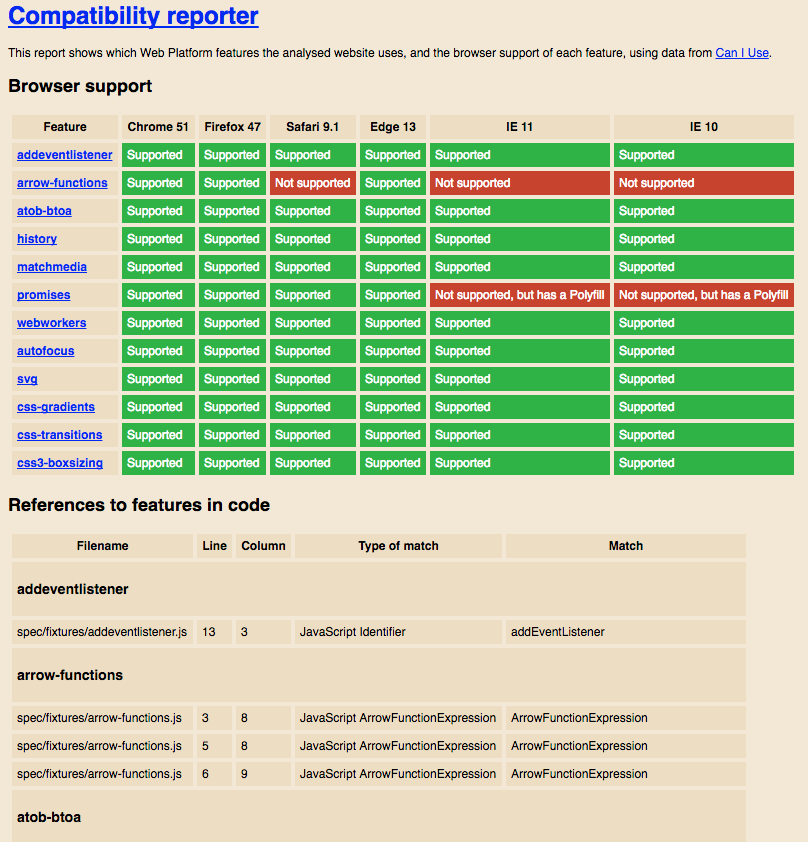 Compatibility reporter
This report shows which Web Platform features the analysed website uses, and the browser support of each feature, using data from Can I Use.
Browser support
Feature Chrome 51 Firefox 47 Safari 9.1 Edge 13 IE 11 IE 10
addeventlistener Supported Supported Supported Supported Supported Supported
arrow-functions Supported Supported Not supported Supported Not supported Not supported
atob-btoa Supported Supported Supported Supported Supported Supported
history Supported Supported Supported Supported Supported Supported
matchmedia Supported Supported Supported Supported Supported Supported
promises Supported Supported Supported Supported Not supported, but has a Polyfill Not supported, but has a Polyfill
webworkers Supported Supported Supported Supported Supported Supported
autofocus Supported Supported Supported Supported Supported Supported
svg Supported Supported Supported Supported Supported Supported
css-gradients Supported Supported Supported Supported Supported Supported
css-transitions Supported Supported Supported Supported Supported Supported
css3-boxsizing Supported Supported Supported Supported Supported Supported
References to features in code
Filename Line Column Type of match Match
addeventlistener
spec/fixtures/addeventlistener.js 13 3 JavaScript Identifier addEventListener
arrow-functions
spec/fixtures/arrow-functions.js 3 8 JavaScript ArrowFunctionExpression ArrowFunctionExpression
spec/fixtures/arrow-functions.js 5 8 JavaScript ArrowFunctionExpression ArrowFunctionExpression
spec/fixtures/arrow-functions.js 6 9 JavaScript ArrowFunctionExpression ArrowFunctionExpression
atob-btoa